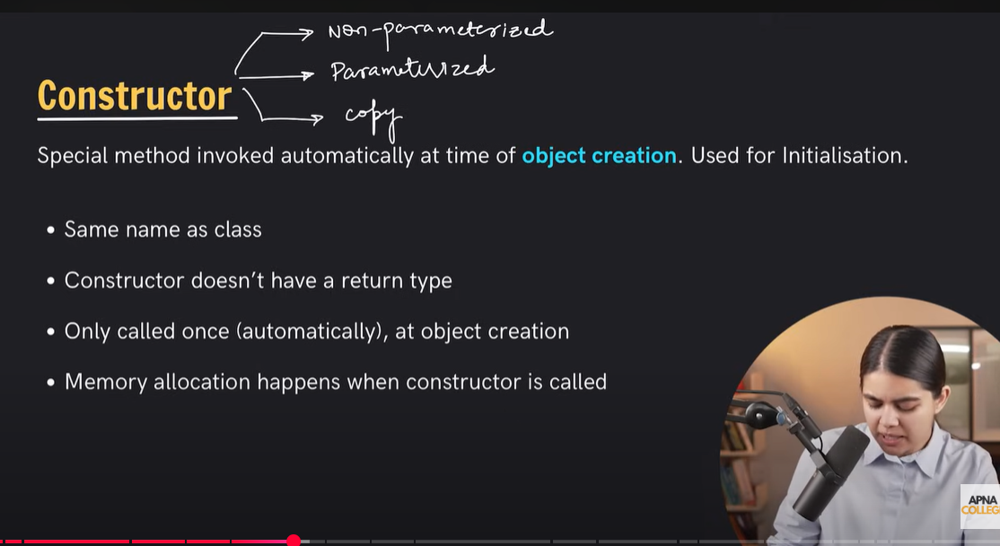 Non-parameterized
Parameterized
Constructor
copy
Special method invoked automatically at time of object creation. Used for Initialisation.
• Same name as class
• Constructor doesn't have a return type
• Only called once (automatically), at object creation
• Memory allocation happens when constructor is called
APNA
COLLEG